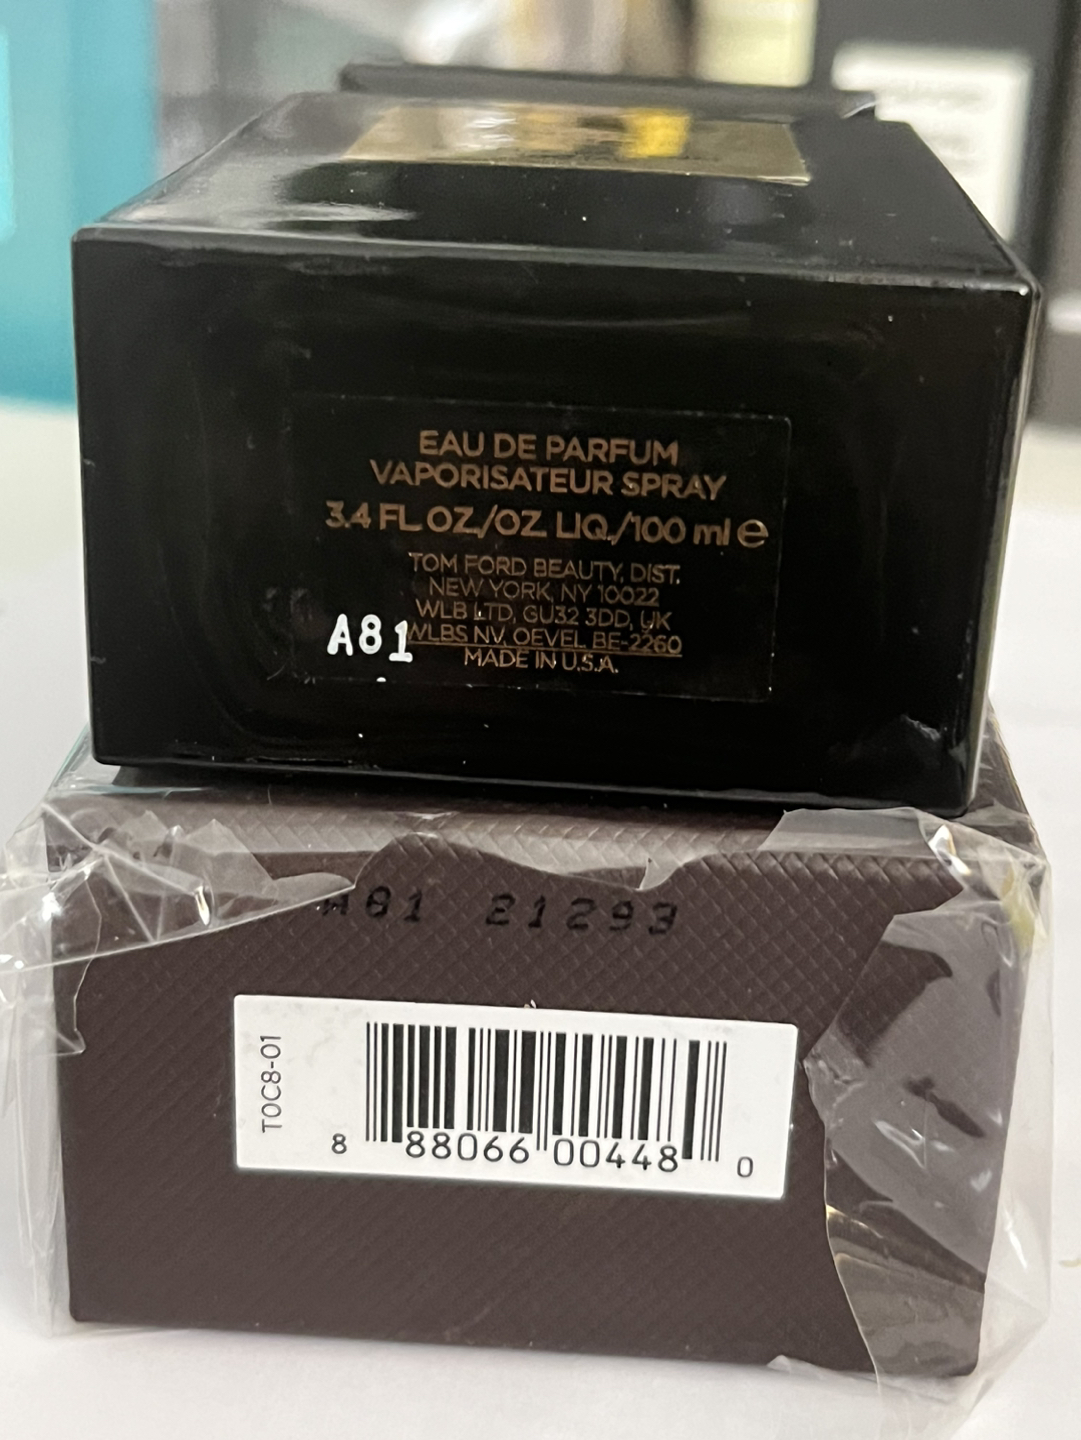 EAU DE PARFUM
VAPORISATEUR SPRAY
3.4 FL OZ./OZ. LIQ./100 ml e
TOM FORD BEAUTY, DIST.
NEW YORK, NY 10022
WLB LTD, GU32 3DD, UK
WLBS NV, OEVEL BE-2260
MADE IN U.S.A.
A81
A81 21293
T0C8-01
8 88066 00448 0